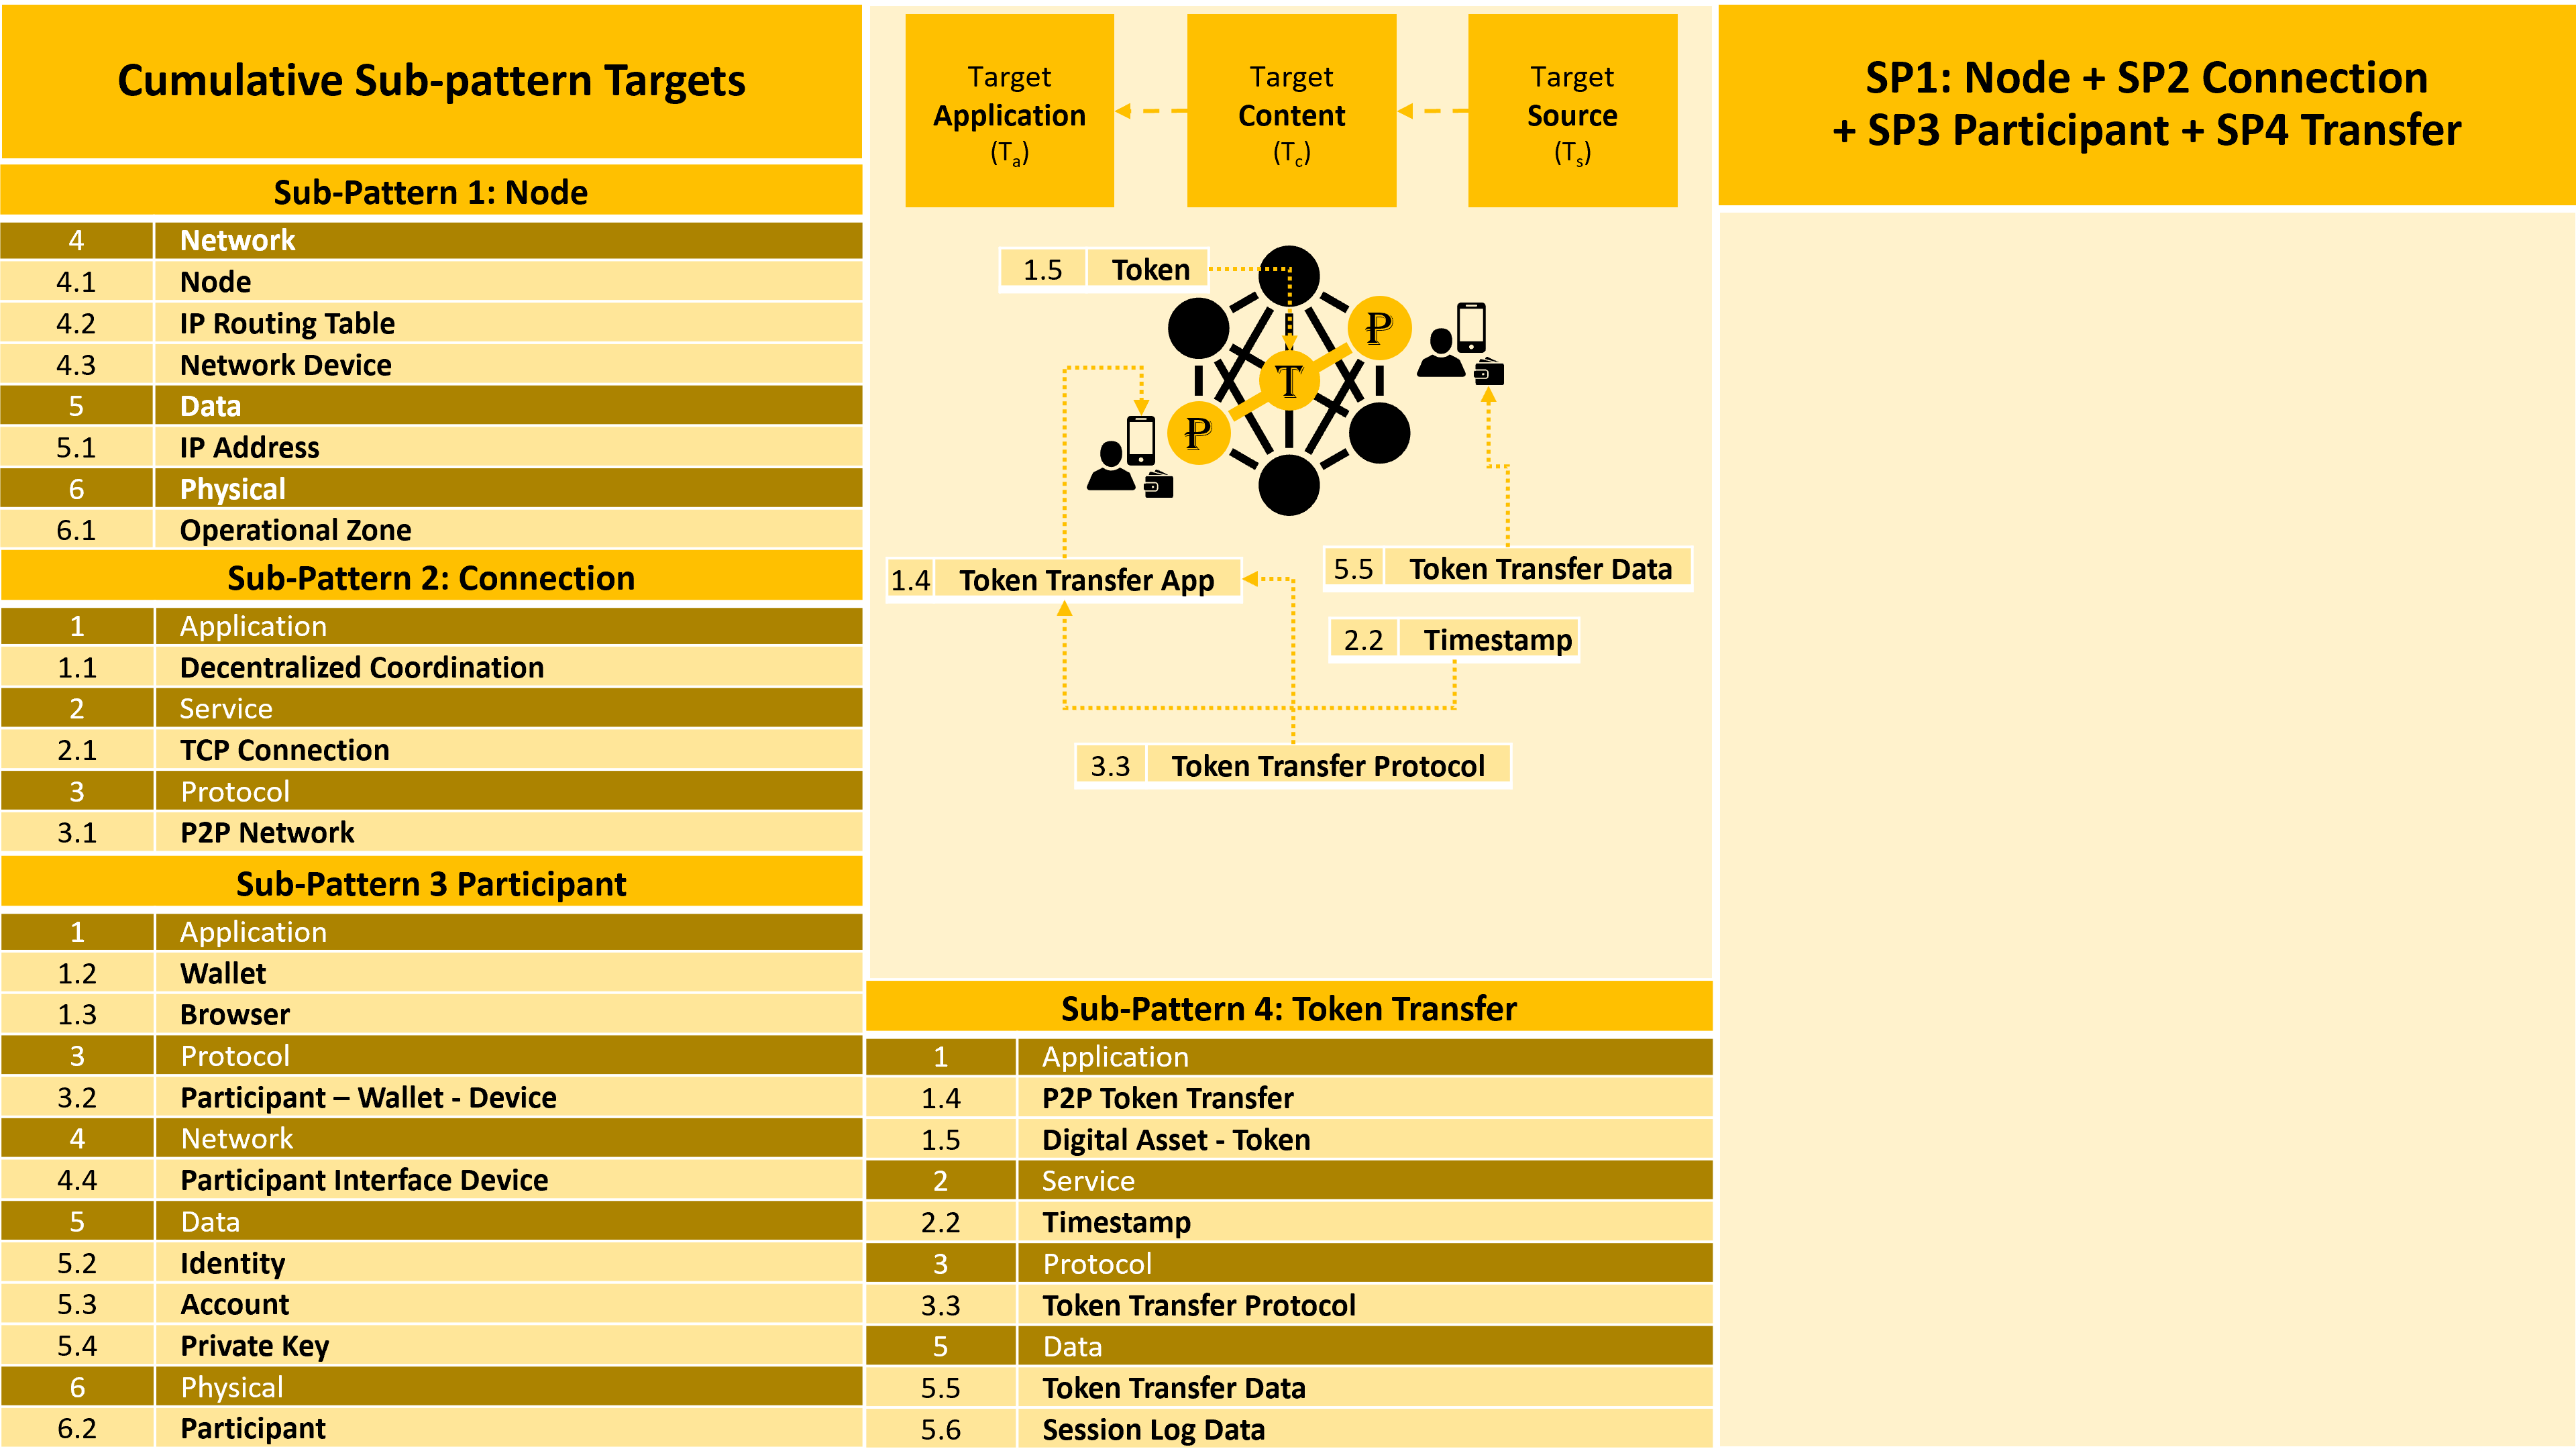 Cumulative Sub-pattern Targets
Sub-Pattern 1: Node
4 Network
4.1 Node
4.2 IP Routing Table
4.3 Network Device
5 Data
5.1 IP Address
6 Physical
6.1 Operational Zone
Sub-Pattern 2: Connection
1 Application
1.1 Decentralized Coordination
2 Service
2.1 TCP Connection
3 Protocol
3.1 P2P Network
Sub-Pattern 3 Participant
1 Application
1.2 Wallet
1.3 Browser
3 Protocol
3.2 Participant – Wallet - Device
4 Network
4.4 Participant Interface Device
5 Data
5.2 Identity
5.3 Account
5.4 Private Key
6 Physical
6.2 Participant
Target
Application
(Ta)
Target
Content
(Tc)
Target
Source
(Ts)
1.5 Token
P
T
P
1.4 Token Transfer App
5.5 Token Transfer Data
2.2 Timestamp
3.3 Token Transfer Protocol
Sub-Pattern 4: Token Transfer
1 Application
1.4 P2P Token Transfer
1.5 Digital Asset - Token
2 Service
2.2 Timestamp
3 Protocol
3.3 Token Transfer Protocol
5 Data
5.5 Token Transfer Data
5.6 Session Log Data
SP1: Node + SP2 Connection
+ SP3 Participant + SP4 Transfer